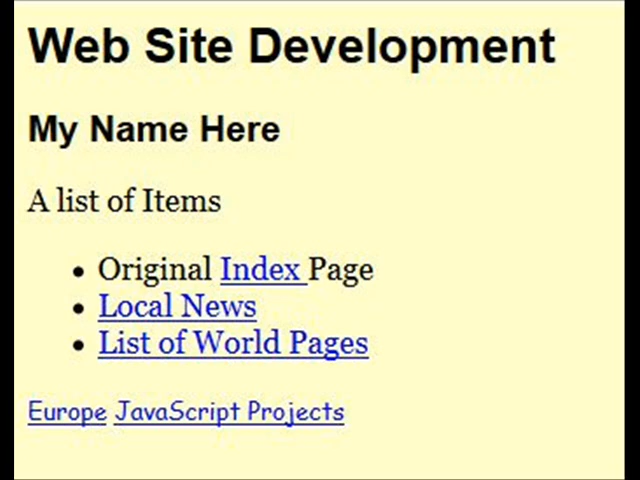 Web Site Development
My Name Here
A list of Items
Original Index Page
Local News
List of World Pages
Europe JavaScript Projects